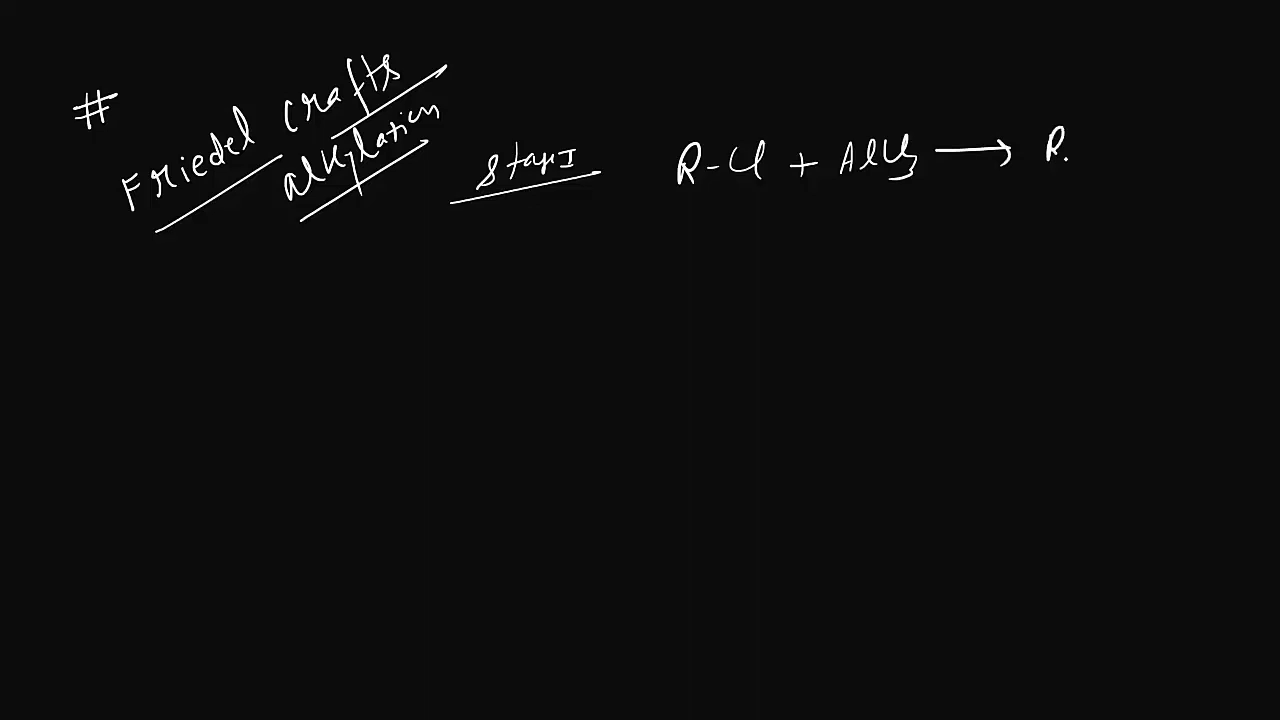 #
Friedel crafts
alkylation
Step I
R-Cl + AlCl3 → R.